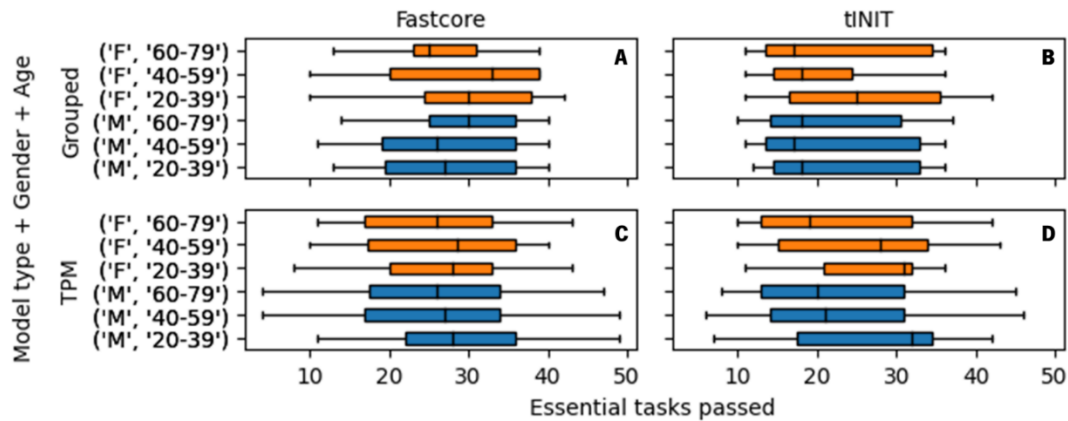 Fastcore
tINIT
Model type + Gender + Age
Grouped
('F', '60-79')
('F', '40-59')
('F', '20-39')
('M', '60-79')
('M', '40-59')
('M', '20-39')
A
B
TPM
('F', '60-79')
('F', '40-59')
('F', '20-39')
('M', '60-79')
('M', '40-59')
('M', '20-39')
C
D
10 20 30 40 50
10 20 30 40 50
Essential tasks passed